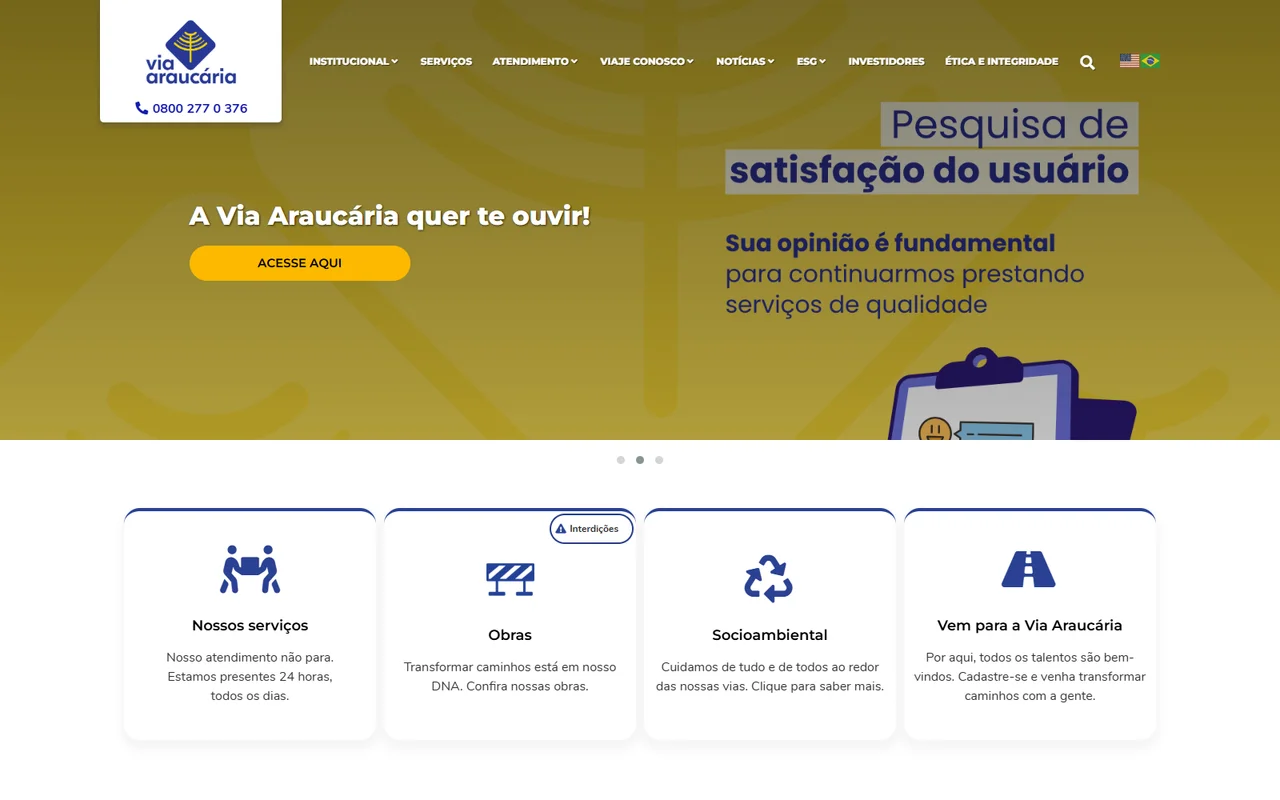 via
araucária
0800 277 0 376
INSTITUCIONAL
SERVIÇOS
ATENDIMENTO
VIAJE CONOSCO
NOTÍCIAS
ESG
INVESTIDORES
ÉTICA E INTEGRIDADE
A Via Araucária quer te ouvir!
ACESSE AQUI
Pesquisa de
satisfação do usuário
Sua opinião é fundamental
para continuarmos prestando
serviços de qualidade
Nossos serviços
Nosso atendimento não para.
Estamos presentes 24 horas,
todos os dias.
Interdições
Obras
Transformar caminhos está em nosso
DNA. Confira nossas obras.
Socioambiental
Cuidamos de tudo e de todos ao redor
das nossas vias. Clique para saber mais.
Vem para a Via Araucária
Por aqui, todos os talentos são bem-
vindos. Cadastre-se e venha transformar
caminhos com a gente.